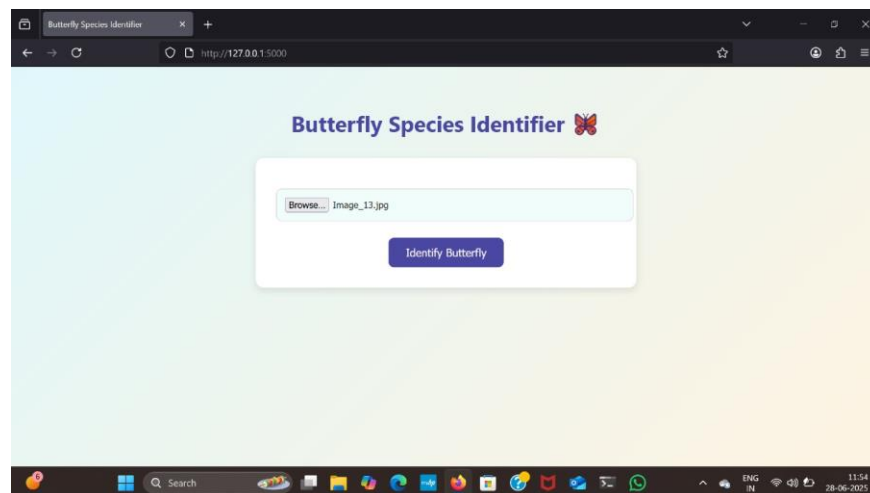 Butterfly Species Identifier
http://127.0.0.1:5000
Butterfly Species Identifier
Browse... Image_13.jpg
Identify Butterfly
6
Search
ENG
IN
11:54
28-06-2025